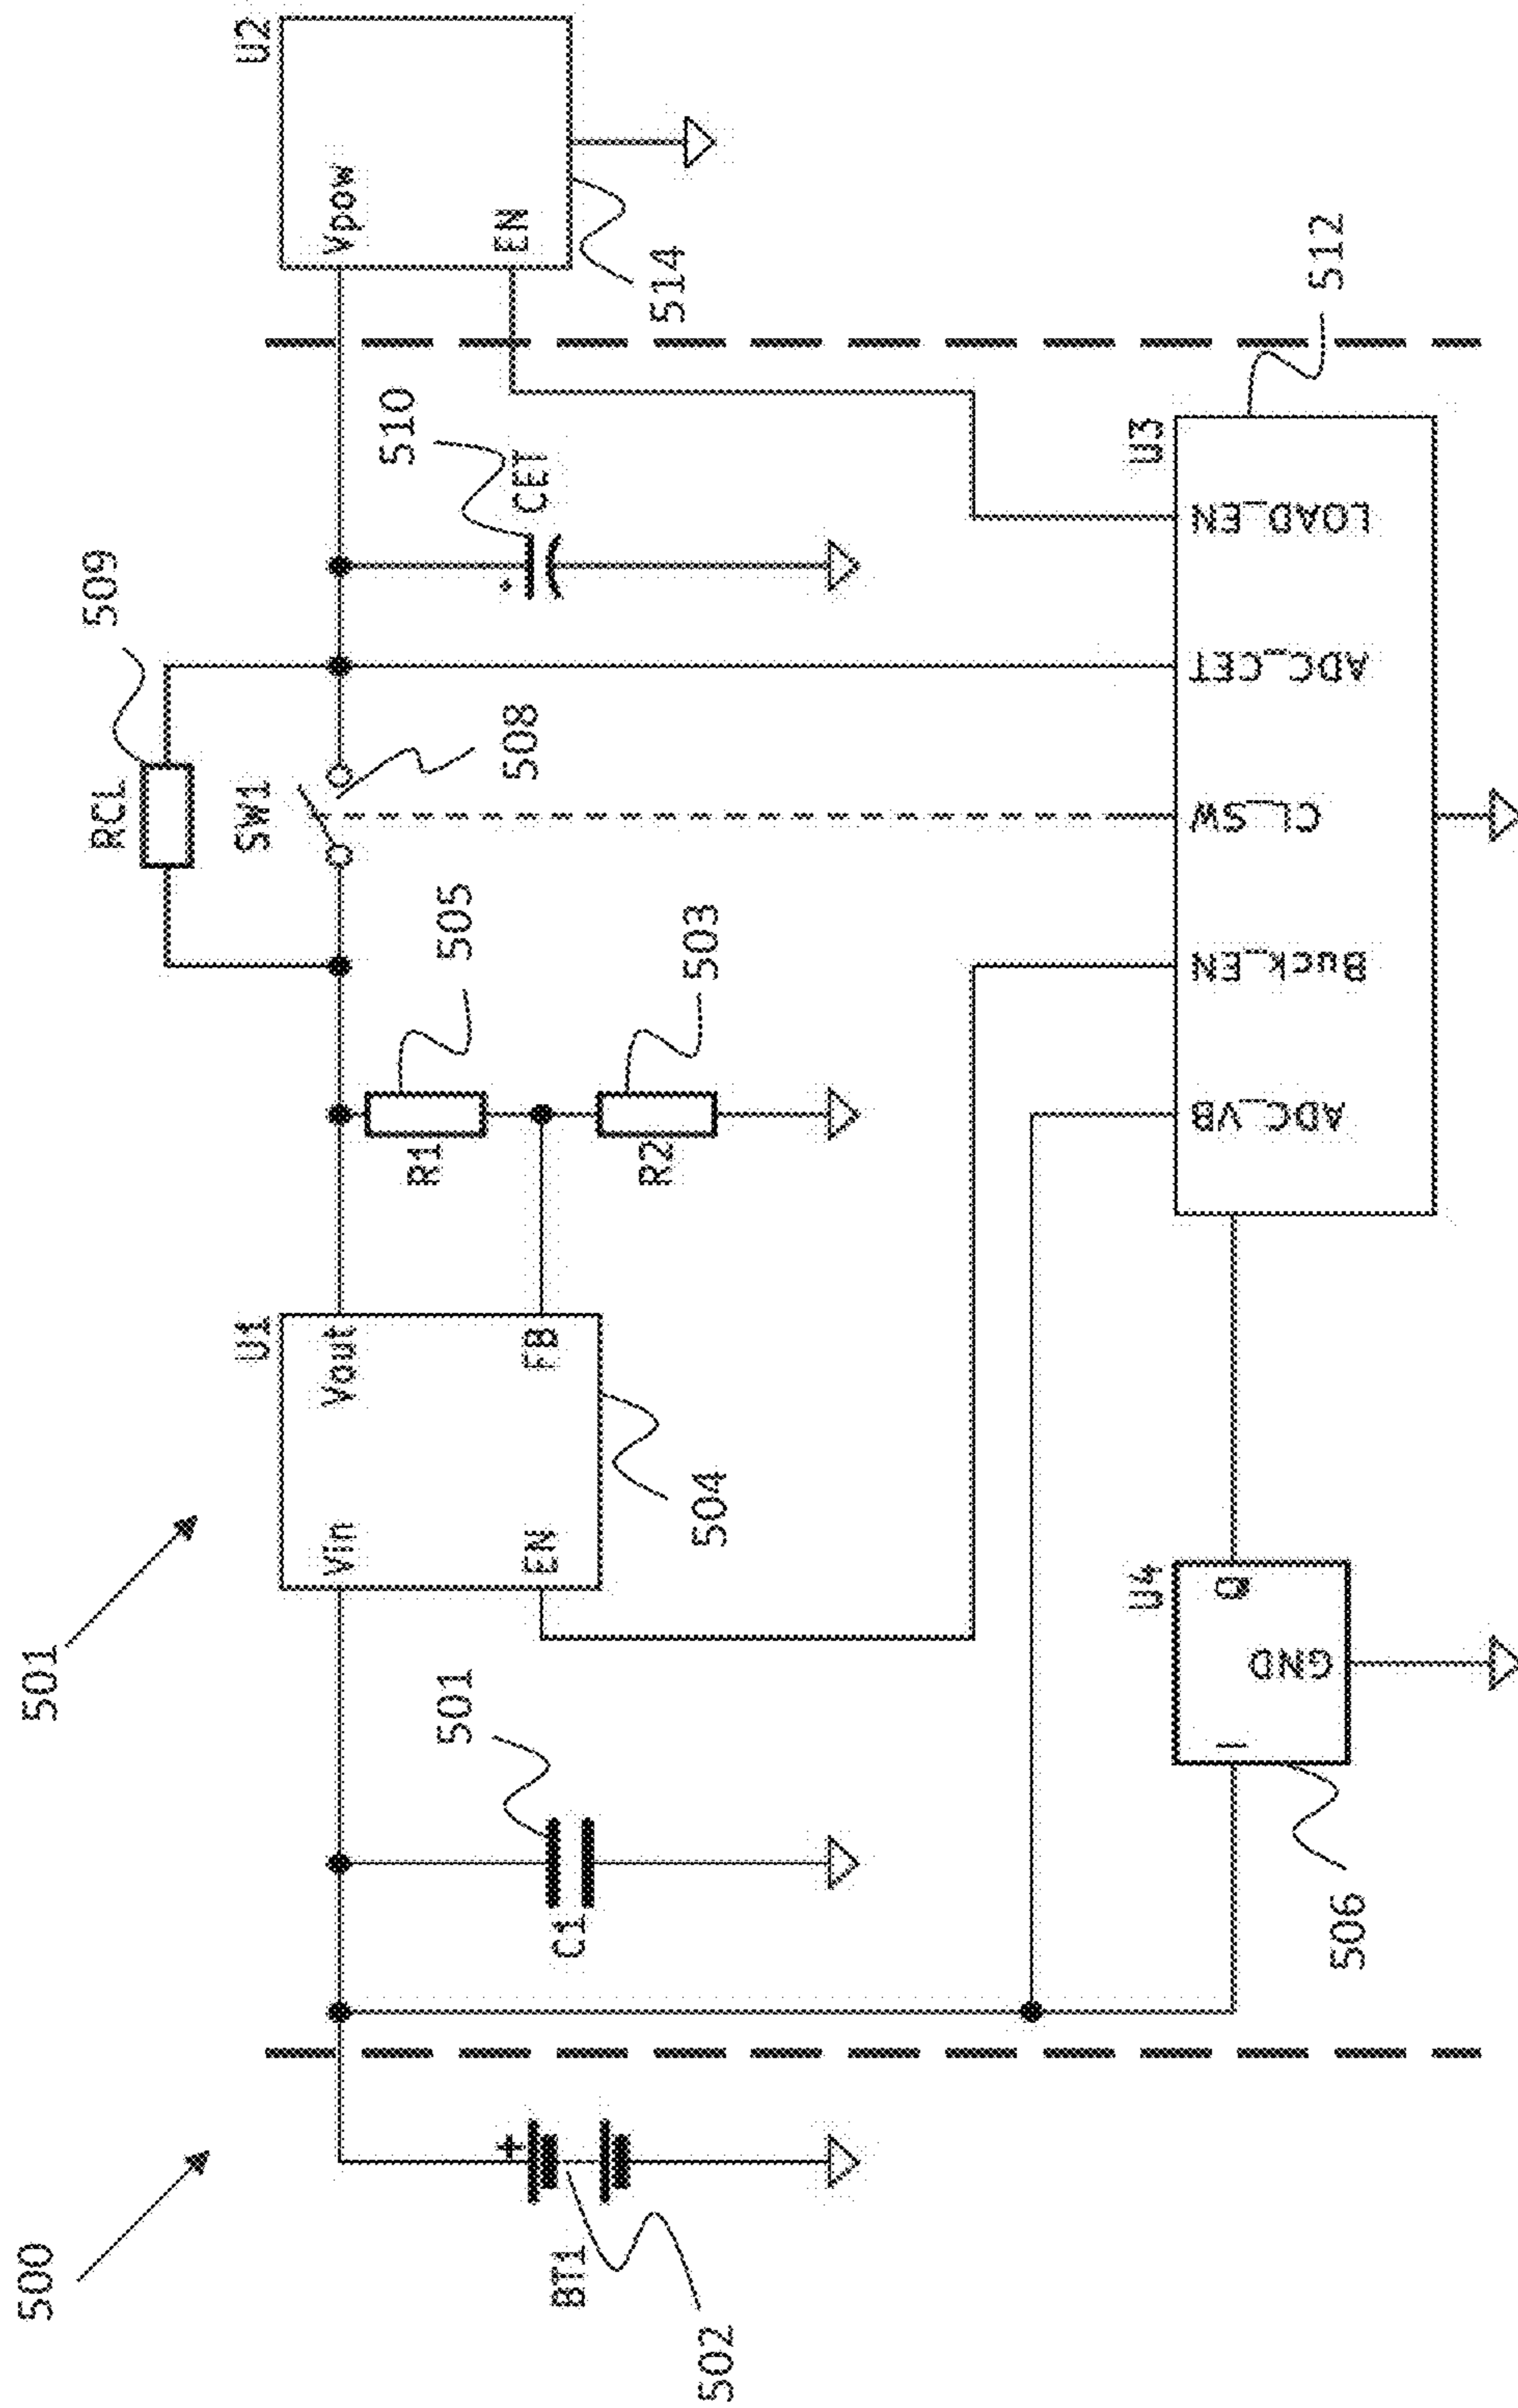 500
501
502
BT1
+
C1
501
U1
Vin
Vout
EN
FB
504
R1
505
R2
503
RCL
509
SW1
508
CET
510
U2
Vpow
EN
514
U4
I
Q
GND
506
U3
ADC_VB
Buck_EN
CL_SW
ADC_CET
LOAD_EN
512